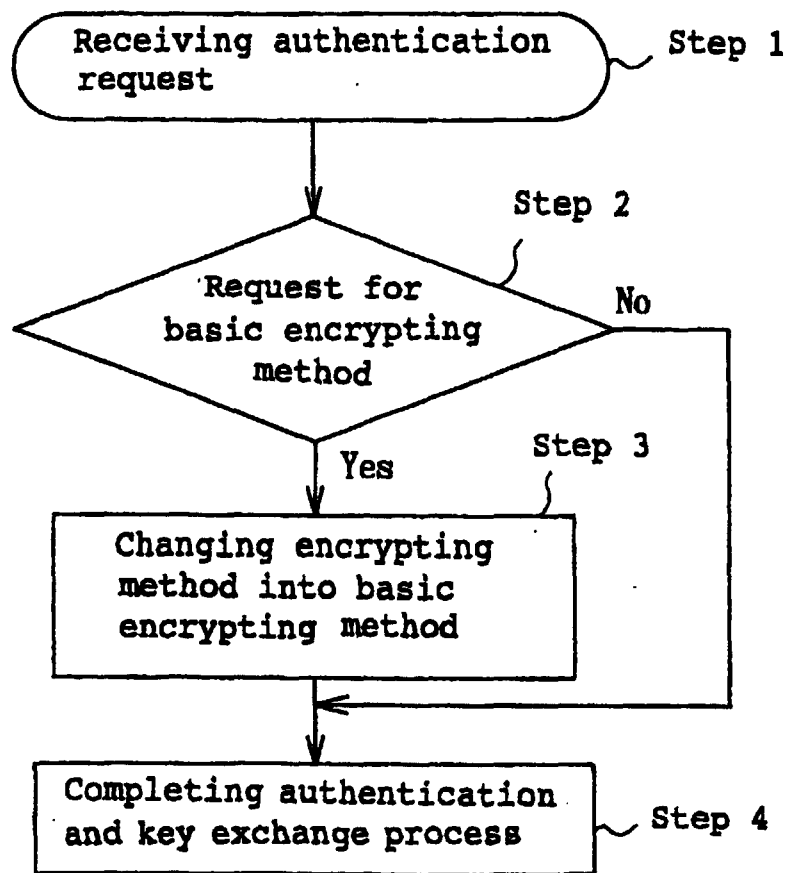 Receiving authentication
request
Step 1
Step 2
Request for
basic encrypting
method
No
Yes
Step 3
Changing encrypting
method into basic
encrypting method
Completing authentication
and key exchange process
Step 4